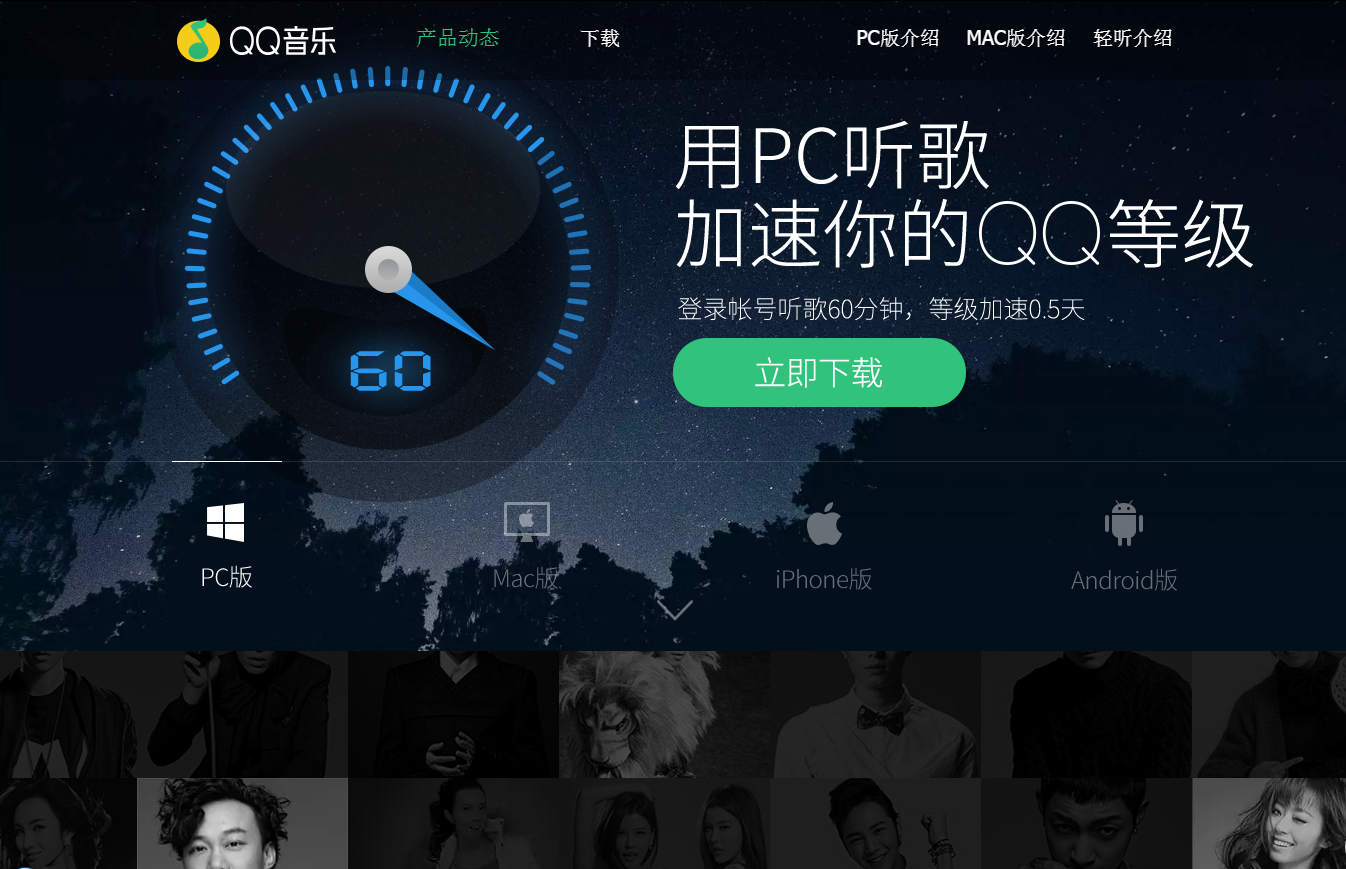 QQ音乐
产品动态
下载
PC版介绍
MAC版介绍
轻听介绍
用PC听歌
加速你的QQ等级
登录帐号听歌60分钟，等级加速0.5天
立即下载
60
PC版
Mac版
iPhone版
Android版